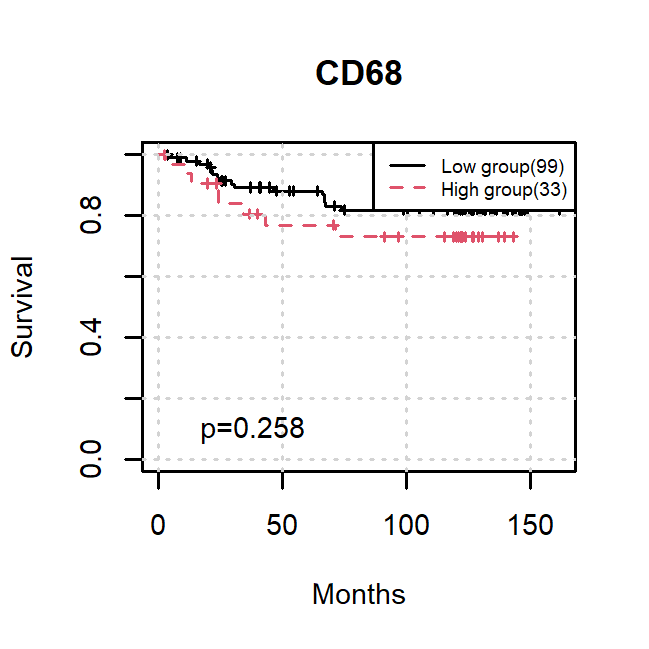 CD68
Low group(99)
High group(33)
Survival
0.8
0.4
0.0
p=0.258
0 50 100 150
Months